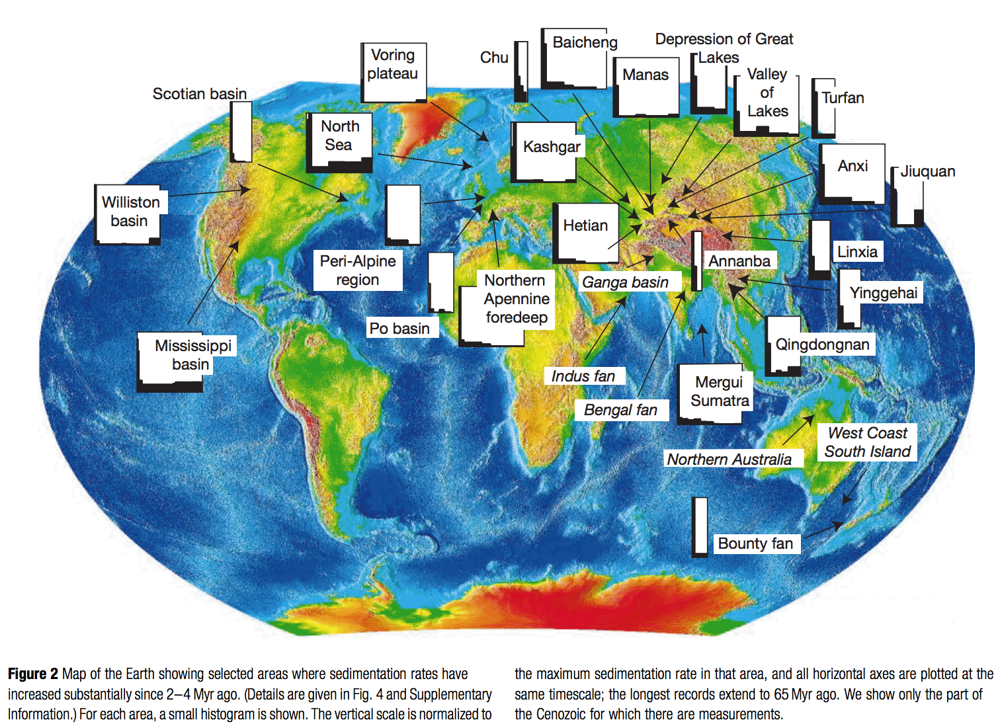 Voring
plateau
Chu
Baicheng
Depression of Great
Lakes
Manas
Valley
of
Lakes
Turfan
Scotian basin
North
Sea
Kashgar
Anxi
Jiuquan
Williston
basin
Hetian
Linxia
Peri-Alpine
region
Annanba
Northern
Apennine
foredeep
Ganga basin
Yinggehai
Po basin
Mississippi
basin
Qingdongnan
Indus fan
Mergui
Sumatra
Bengal fan
West Coast
South Island
Northern Australia
Bounty fan
Figure 2 Map of the Earth showing selected areas where sedimentation rates have
increased substantially since 2–4 Myr ago. (Details are given in Fig. 4 and Supplementary
Information.) For each area, a small histogram is shown. The vertical scale is normalized to
the maximum sedimentation rate in that area, and all horizontal axes are plotted at the
same timescale; the longest records extend to 65 Myr ago. We show only the part of
the Cenozoic for which there are measurements.